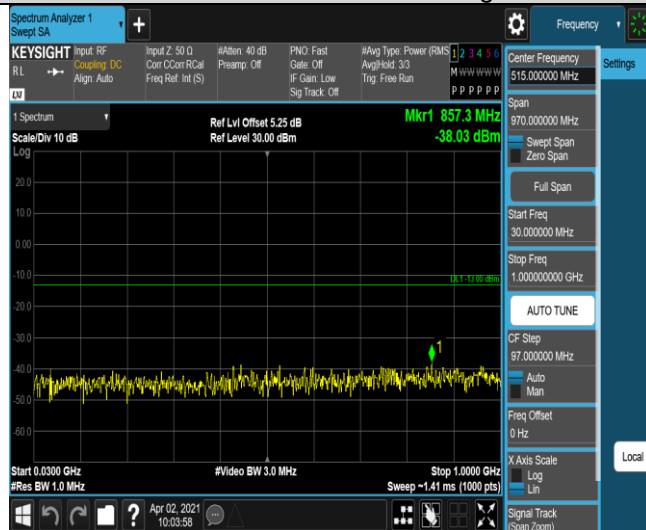 Spectrum Analyzer 1
Swept SA
+
Frequency
KEYSIGHT
RL
LXI
Input: RF
Coupling: DC
Align: Auto
Input Z: 50 Ω
Corr CCorr RCal
Freq Ref: Int (S)
#Atten: 40 dB
Preamp: Off
PNO: Fast
Gate: Off
IF Gain: Low
Sig Track: Off
#Avg Type: Power (RMS
Avg|Hold: 3/3
Trig: Free Run
1 2 3 4 5 6
M W W W W W
P P P P P P
1 Spectrum
Scale/Div 10 dB
Ref Lvl Offset 5.25 dB
Ref Level 30.00 dBm
Mkr1 857.3 MHz
-38.03 dBm
Log
20.0
10.0
0.00
-10.0
DL1 -13.00 dBm
-20.0
-30.0
1
-40.0
-50.0
-60.0
Start 0.0300 GHz
#Res BW 1.0 MHz
#Video BW 3.0 MHz
Stop 1.0000 GHz
Sweep ~1.41 ms (1000 pts)
Center Frequency
515.000000 MHz
Settings
Span
970.000000 MHz
Swept Span
Zero Span
Full Span
Start Freq
30.000000 MHz
Stop Freq
1.000000000 GHz
AUTO TUNE
CF Step
97.000000 MHz
Auto
Man
Freq Offset
0 Hz
Local
X Axis Scale
Log
Lin
Signal Track
(Span Zoom)
?
Apr 02, 2021
10:03:58